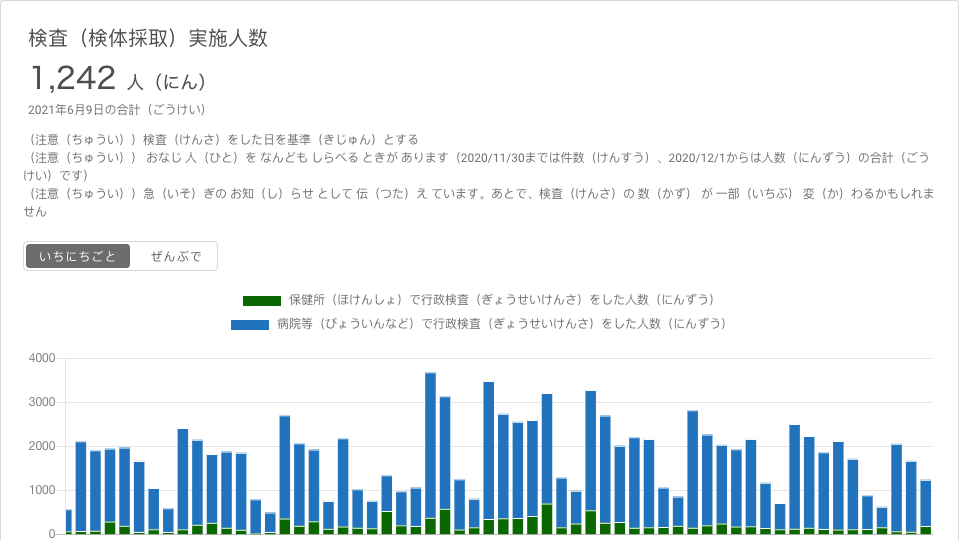 検査（検体採取）実施人数
1,242 人（にん）
2021年6月9日の合計（ごうけい）
（注意（ちゅうい））検査（けんさ）をした日を基準（きじゅん）とする
（注意（ちゅうい）） おなじ 人（ひと）を なんども しらべる ときが あります（2020/11/30までは件数（けんすう）、2020/12/1からは人数（にんずう）の合計（ごう
けい）です）
（注意（ちゅうい））急（いそ）ぎの お知（し）らせ として 伝（つた）え ています。あとで、検査（けんさ）の 数（かず） が 一部（いちぶ） 変（か）わるかもしれま
せん
いちにちごと ぜんぶで
保健所（ほけんしょ）で行政検査（ぎょうせいけんさ）をした人数（にんずう）
病院等（びょういんなど）で行政検査（ぎょうせいけんさ）をした人数（にんずう）
4000
3000
2000
1000
0